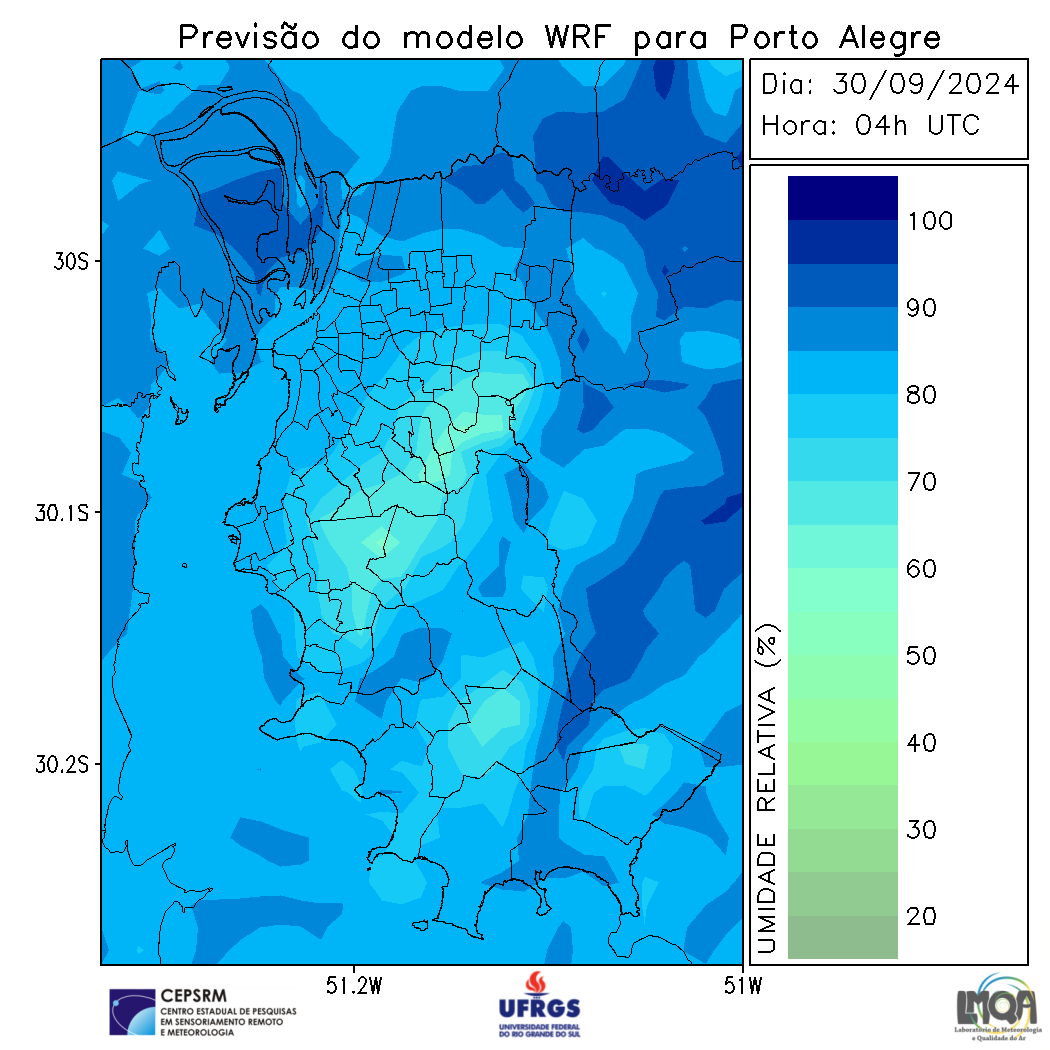 Previsão do modelo WRF para Porto Alegre
Dia: 30/09/2024
Hora: 04h UTC
30S
30.1S
30.2S
51.2W
51W
100
90
80
70
60
50
40
30
20
UMIDADE RELATIVA (%)
CEPSRM
CENTRO ESTADUAL DE PESQUISAS
EM SENSORIAMENTO REMOTO
E METEOROLOGIA
UFRGS
UNIVERSIDADE FEDERAL
DO RIO GRANDE DO SUL
LMQA
Laboratório de Meteorologia
e Qualidade do Ar